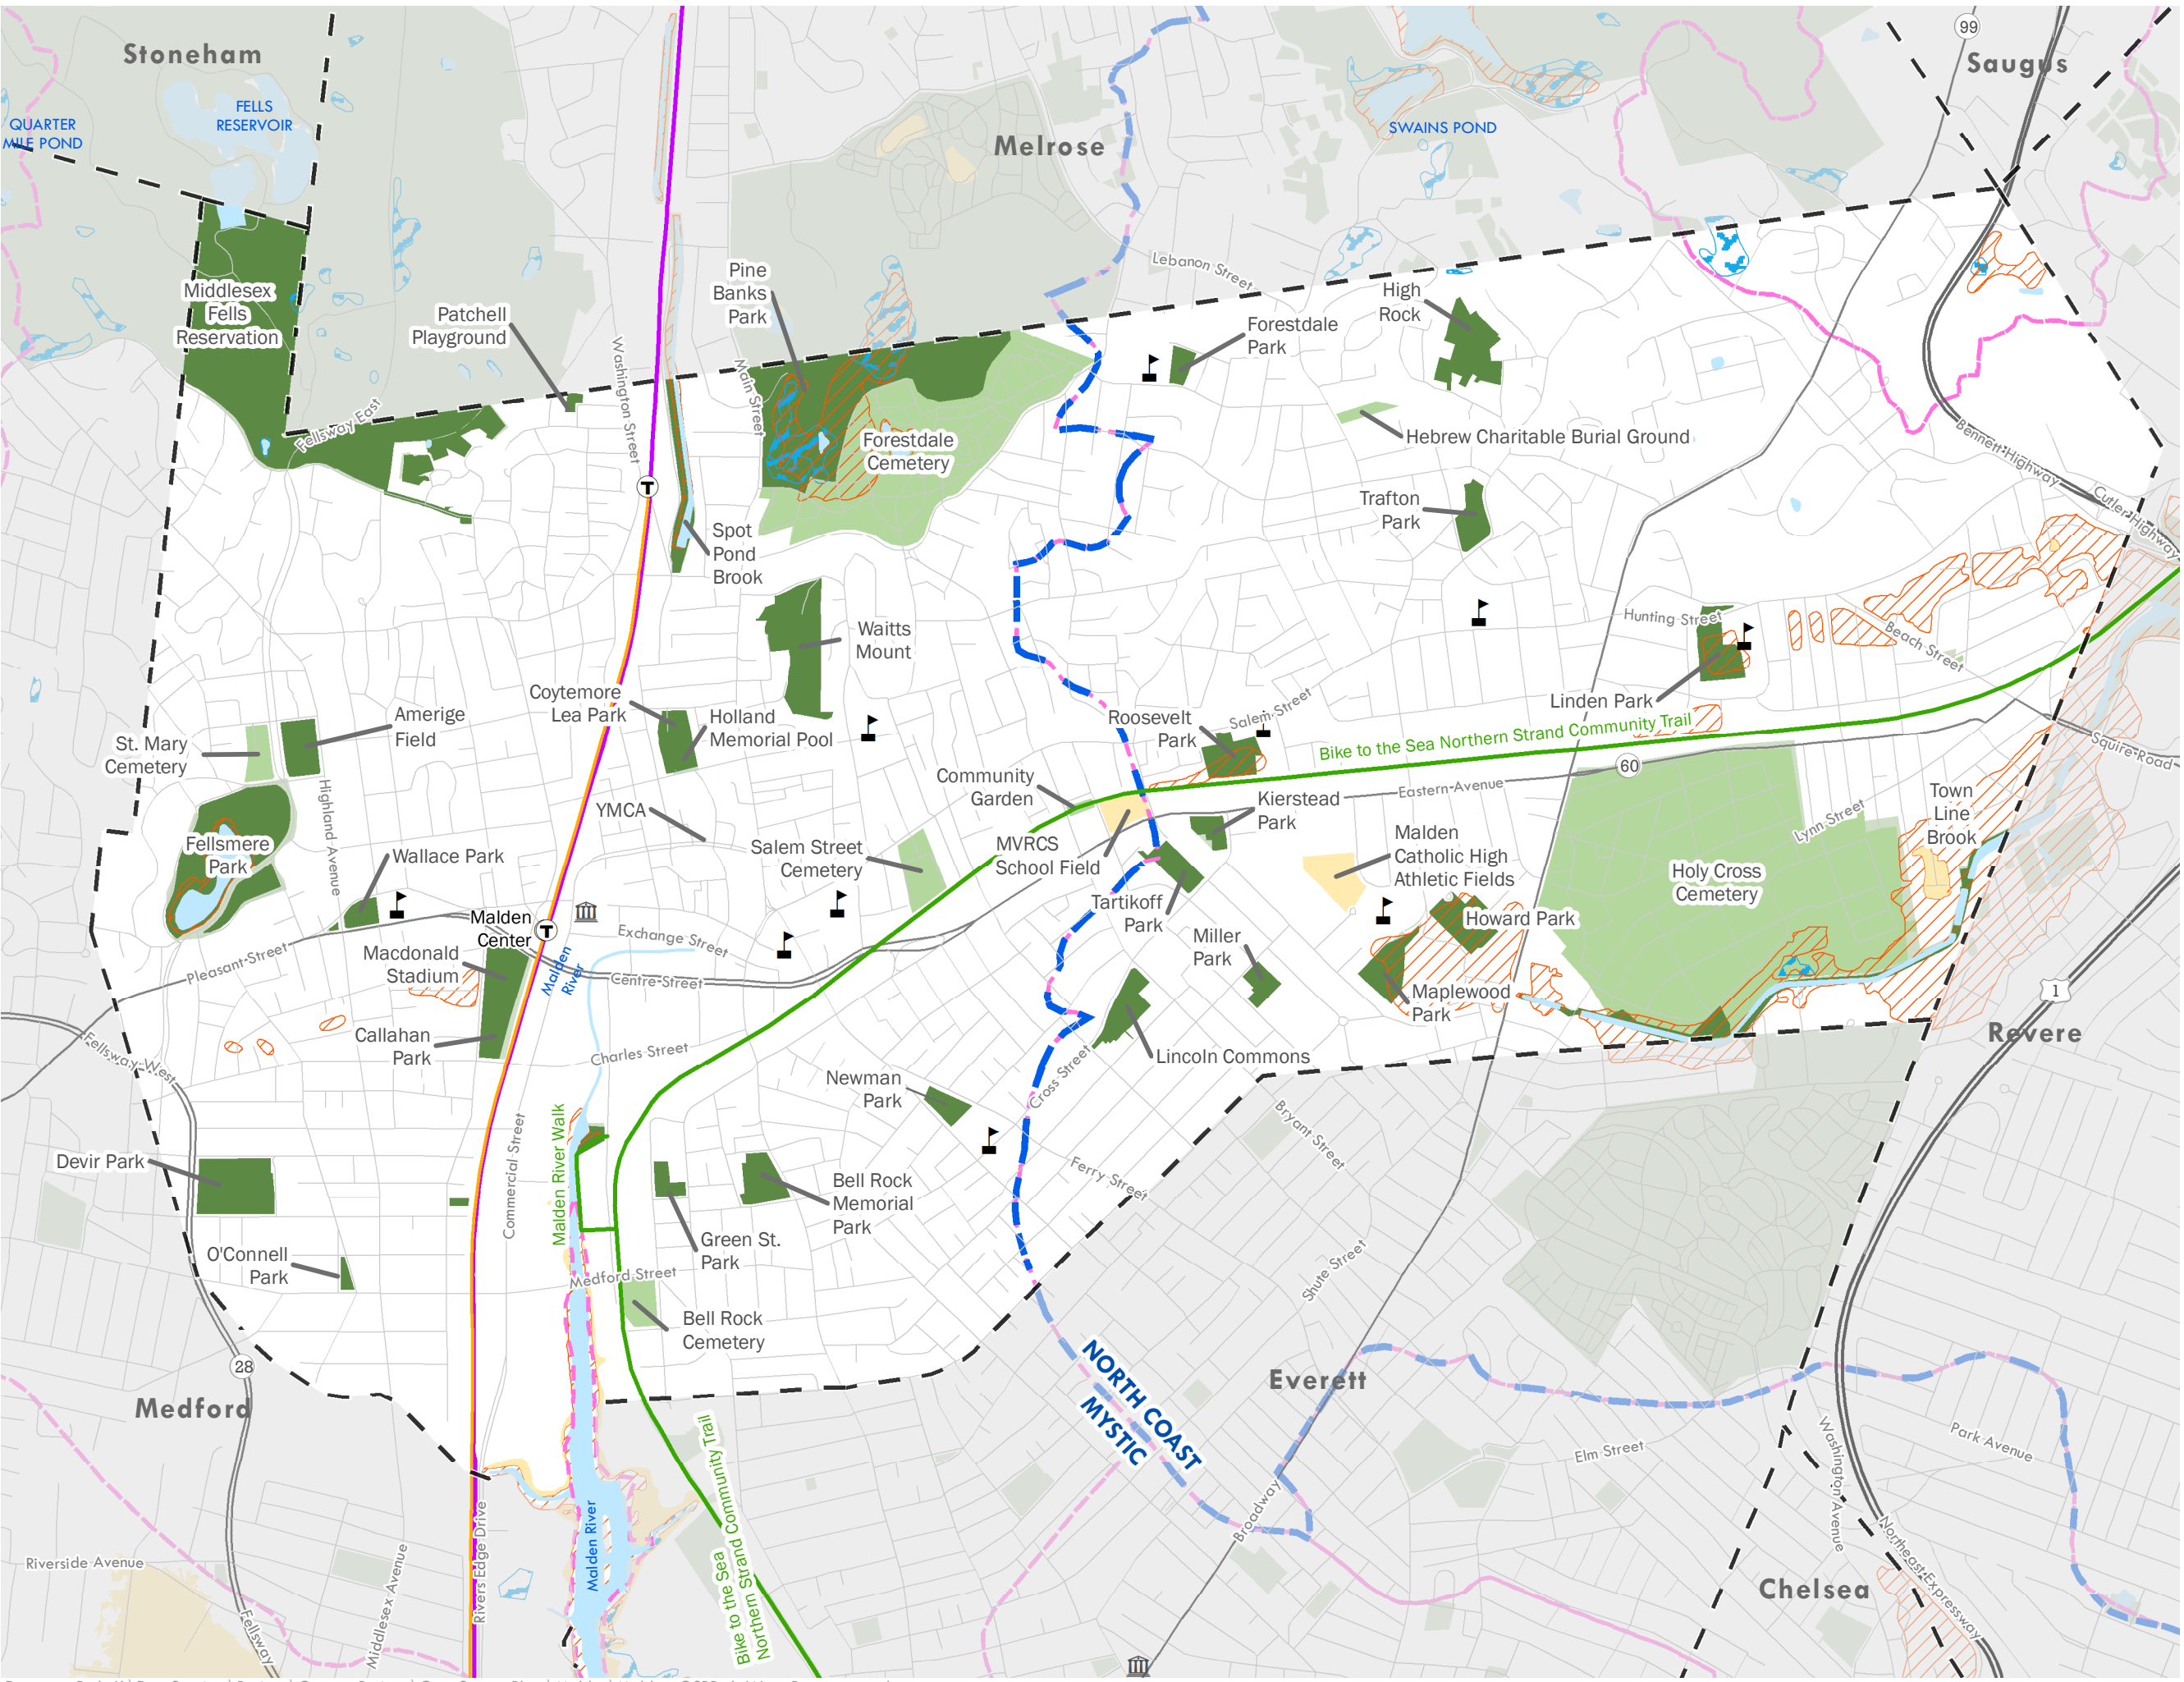 Stoneham
99
Saugus
FELLS
RESERVOIR
QUARTER
MILE POND
SWAINS POND
Melrose
Lebanon Street
Pine
Banks
Park
High
Rock
Middlesex
Fells
Reservation
Patchell
Playground
Forestdale
Park
Washington Street
Main Street
Fellsway East
Forestdale
Cemetery
Hebrew Charitable Burial Ground
Bennett Highway
Cutler Highway
T
Trafton
Park
Spot
Pond
Brook
Waitts
Mount
Hunting Street
Beach Street
Coytemore
Lea Park
Linden Park
Holland
Memorial Pool
Roosevelt
Park
Salem Street
Bike to the Sea Northern Strand Community Trail
Amerige
Field
St. Mary
Cemetery
Squire Road
60
Community
Garden
Eastern Avenue
Kierstead
Park
Town
Line
Brook
Lynn Street
YMCA
Highland Avenue
Fellsmere
Park
Wallace Park
Salem Street
Cemetery
MVRCS
School Field
Malden
Catholic High
Athletic Fields
Holy Cross
Cemetery
Tartikoff
Park
Howard Park
Malden
Center
T
Exchange Street
Miller
Park
Pleasant Street
Macdonald
Stadium
Malden
River
Centre Street
Maplewood
Park
1
Callahan
Park
Revere
Fellsway West
Charles Street
Lincoln Commons
Newman
Park
Cross Street
Bryant Street
Malden River Walk
Commercial Street
Devir Park
Ferry Street
Bell Rock
Memorial
Park
Green St.
Park
O'Connell
Park
Medford Street
Shute Street
Bell Rock
Cemetery
28
NORTH COAST
MYSTIC
Everett
Medford
Park Avenue
Elm Street
Washington Avenue
Bike to the Sea
Northern Strand Community Trail
Broadway
Rivers Edge Drive
Malden River
Northeast Expressway
Riverside Avenue
Middlesex Avenue
Fellsway
Chelsea